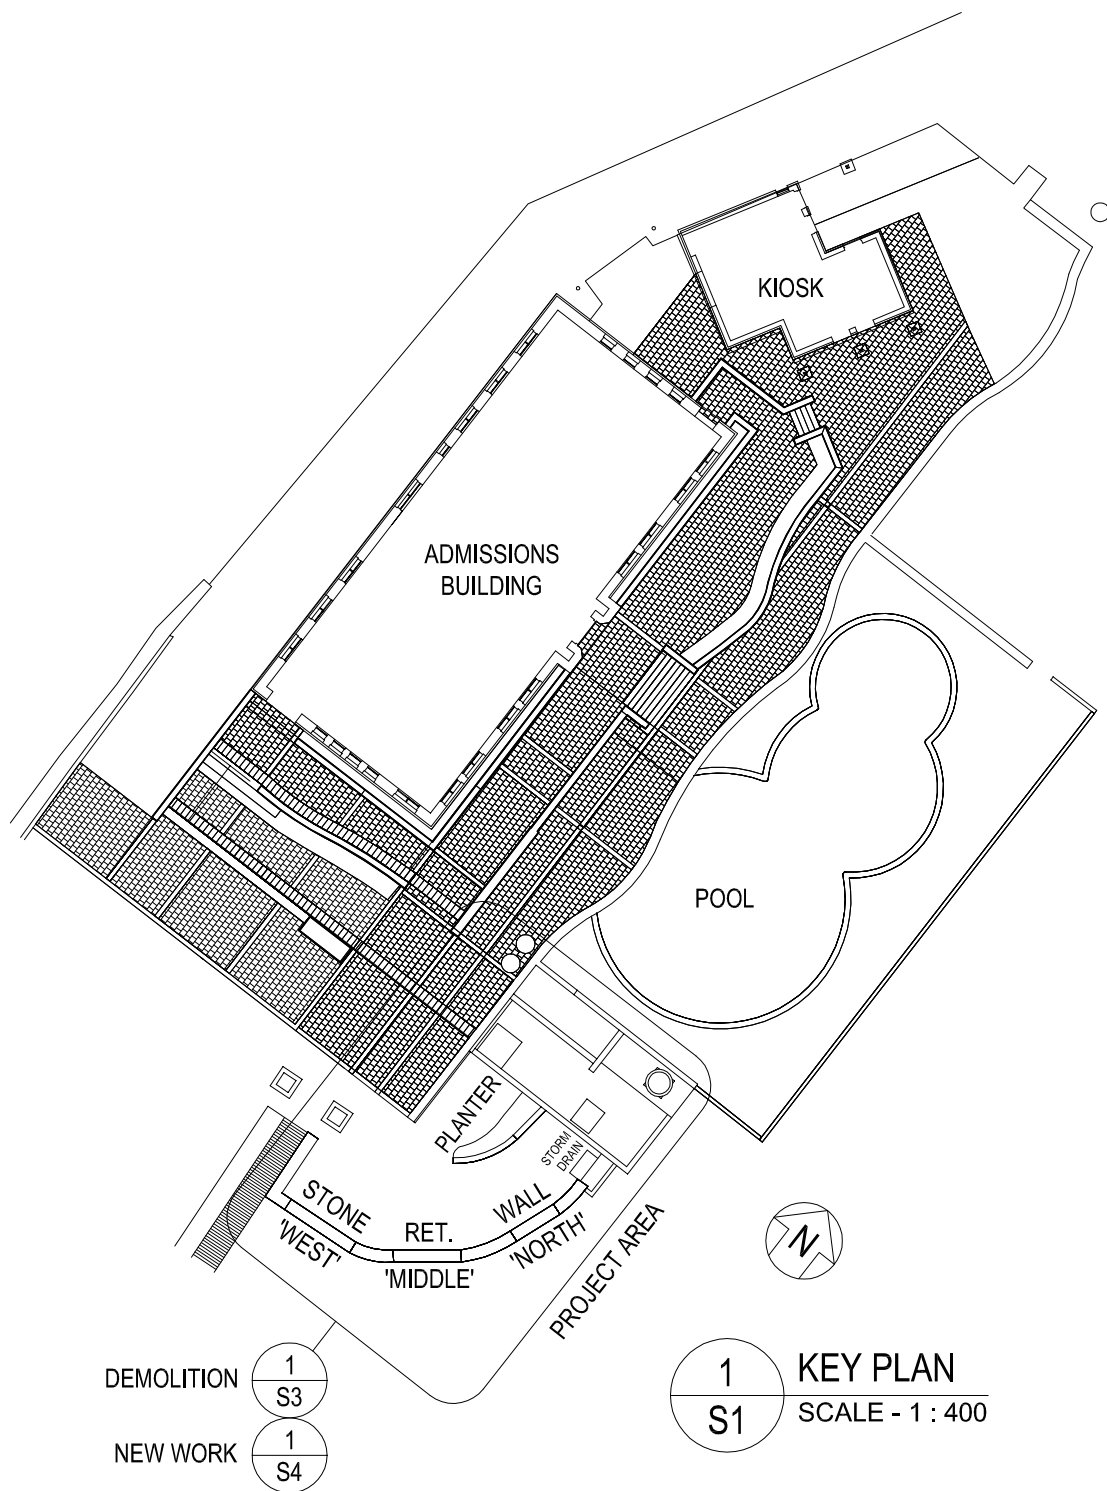 KIOSK
ADMISSIONS
BUILDING
POOL
PLANTER
STORM
DRAIN
STONE
RET.
WALL
'WEST'
'MIDDLE'
'NORTH'
PROJECT AREA
N
DEMOLITION
1
S3
NEW WORK
1
S4
1
S1
KEY PLAN
SCALE - 1 : 400